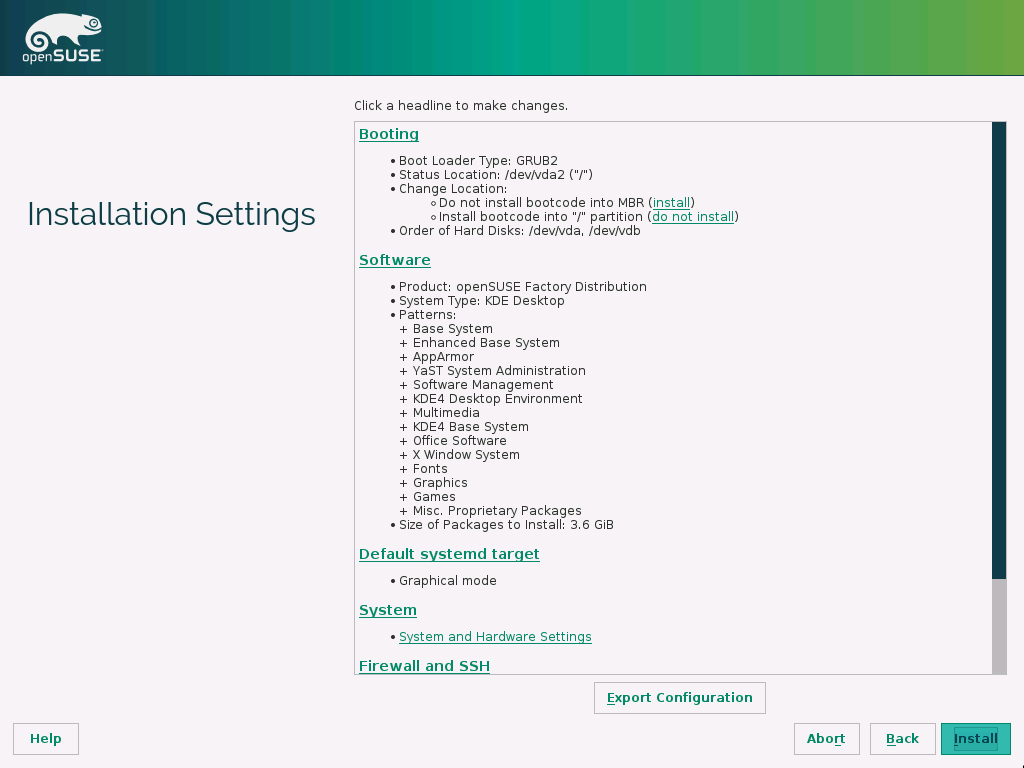 openSUSE
Click a headline to make changes.
Installation Settings
Booting
• Boot Loader Type: GRUB2
• Status Location: /dev/vda2 ("/")
• Change Location:
◦ Do not install bootcode into MBR (install)
◦ Install bootcode into "/" partition (do not install)
• Order of Hard Disks: /dev/vda, /dev/vdb
Software
• Product: openSUSE Factory Distribution
• System Type: KDE Desktop
• Patterns:
+ Base System
+ Enhanced Base System
+ AppArmor
+ YaST System Administration
+ Software Management
+ KDE4 Desktop Environment
+ Multimedia
+ KDE4 Base System
+ Office Software
+ X Window System
+ Fonts
+ Graphics
+ Games
+ Misc. Proprietary Packages
• Size of Packages to Install: 3.6 GiB
Default systemd target
• Graphical mode
System
• System and Hardware Settings
Firewall and SSH
Export Configuration
Help Abort Back Install